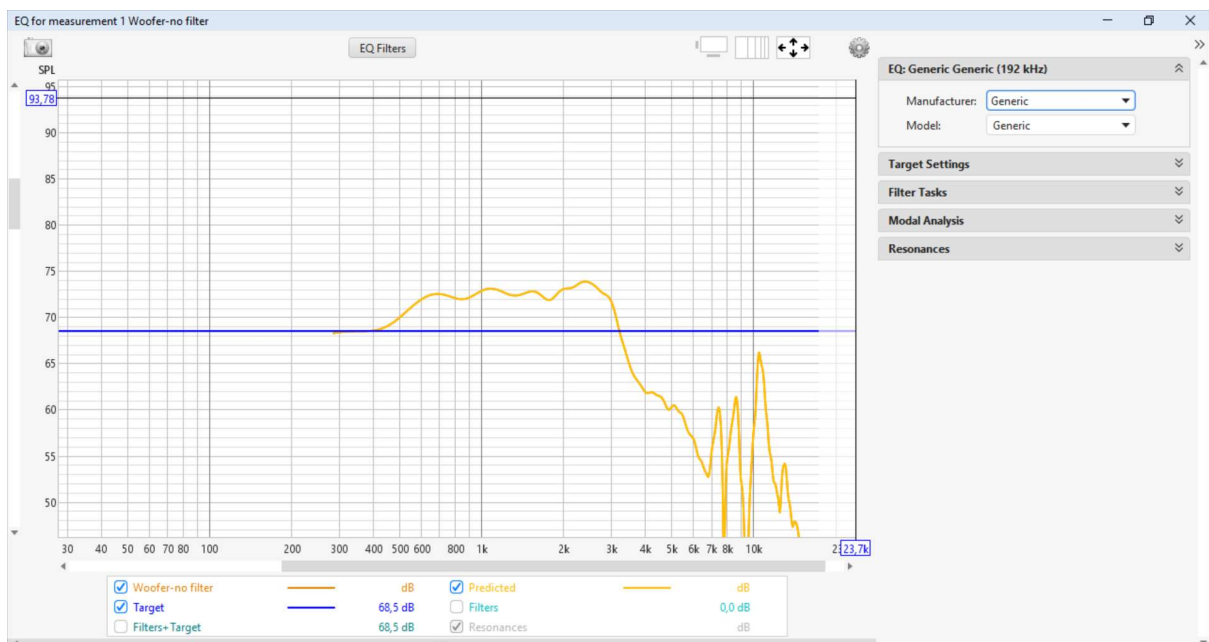 EQ for measurement 1 Woofer-no filter
EQ Filters
SPL
95
93,78
90
85
80
75
70
65
60
55
50
30 40 50 60 70 80 100 200 300 400 500 600 800 1k 2k 3k 4k 5k 6k 7k 8k 10k 23,7k
Woofer-no filter dB Predicted dB
Target 68,5 dB Filters 0,0 dB
Filters+Target 68,5 dB Resonances dB
EQ: Generic Generic (192 kHz)
Manufacturer: Generic
Model: Generic
Target Settings
Filter Tasks
Modal Analysis
Resonances